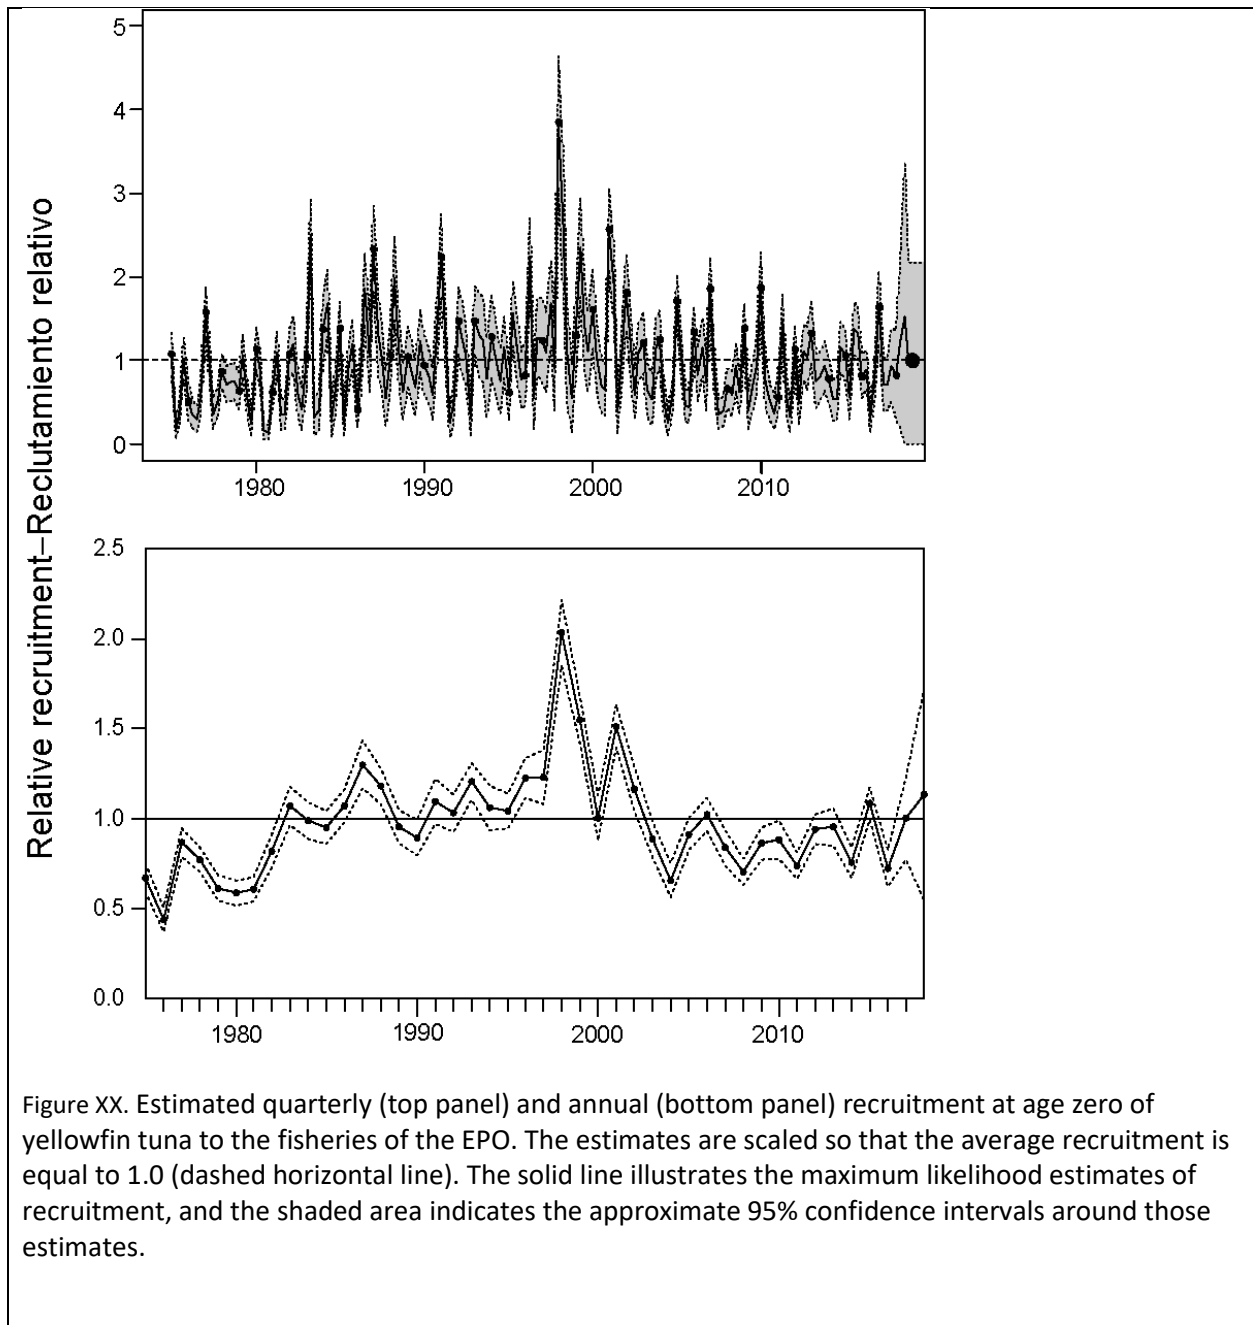 Relative recruitment–Reclutamiento relativo
5
4
3
2
1
0
1980 1990 2000 2010
2.5
2.0
1.5
1.0
0.5
0.0
1980 1990 2000 2010
Figure XX. Estimated quarterly (top panel) and annual (bottom panel) recruitment at age zero of
yellowfin tuna to the fisheries of the EPO. The estimates are scaled so that the average recruitment is
equal to 1.0 (dashed horizontal line). The solid line illustrates the maximum likelihood estimates of
recruitment, and the shaded area indicates the approximate 95% confidence intervals around those
estimates.